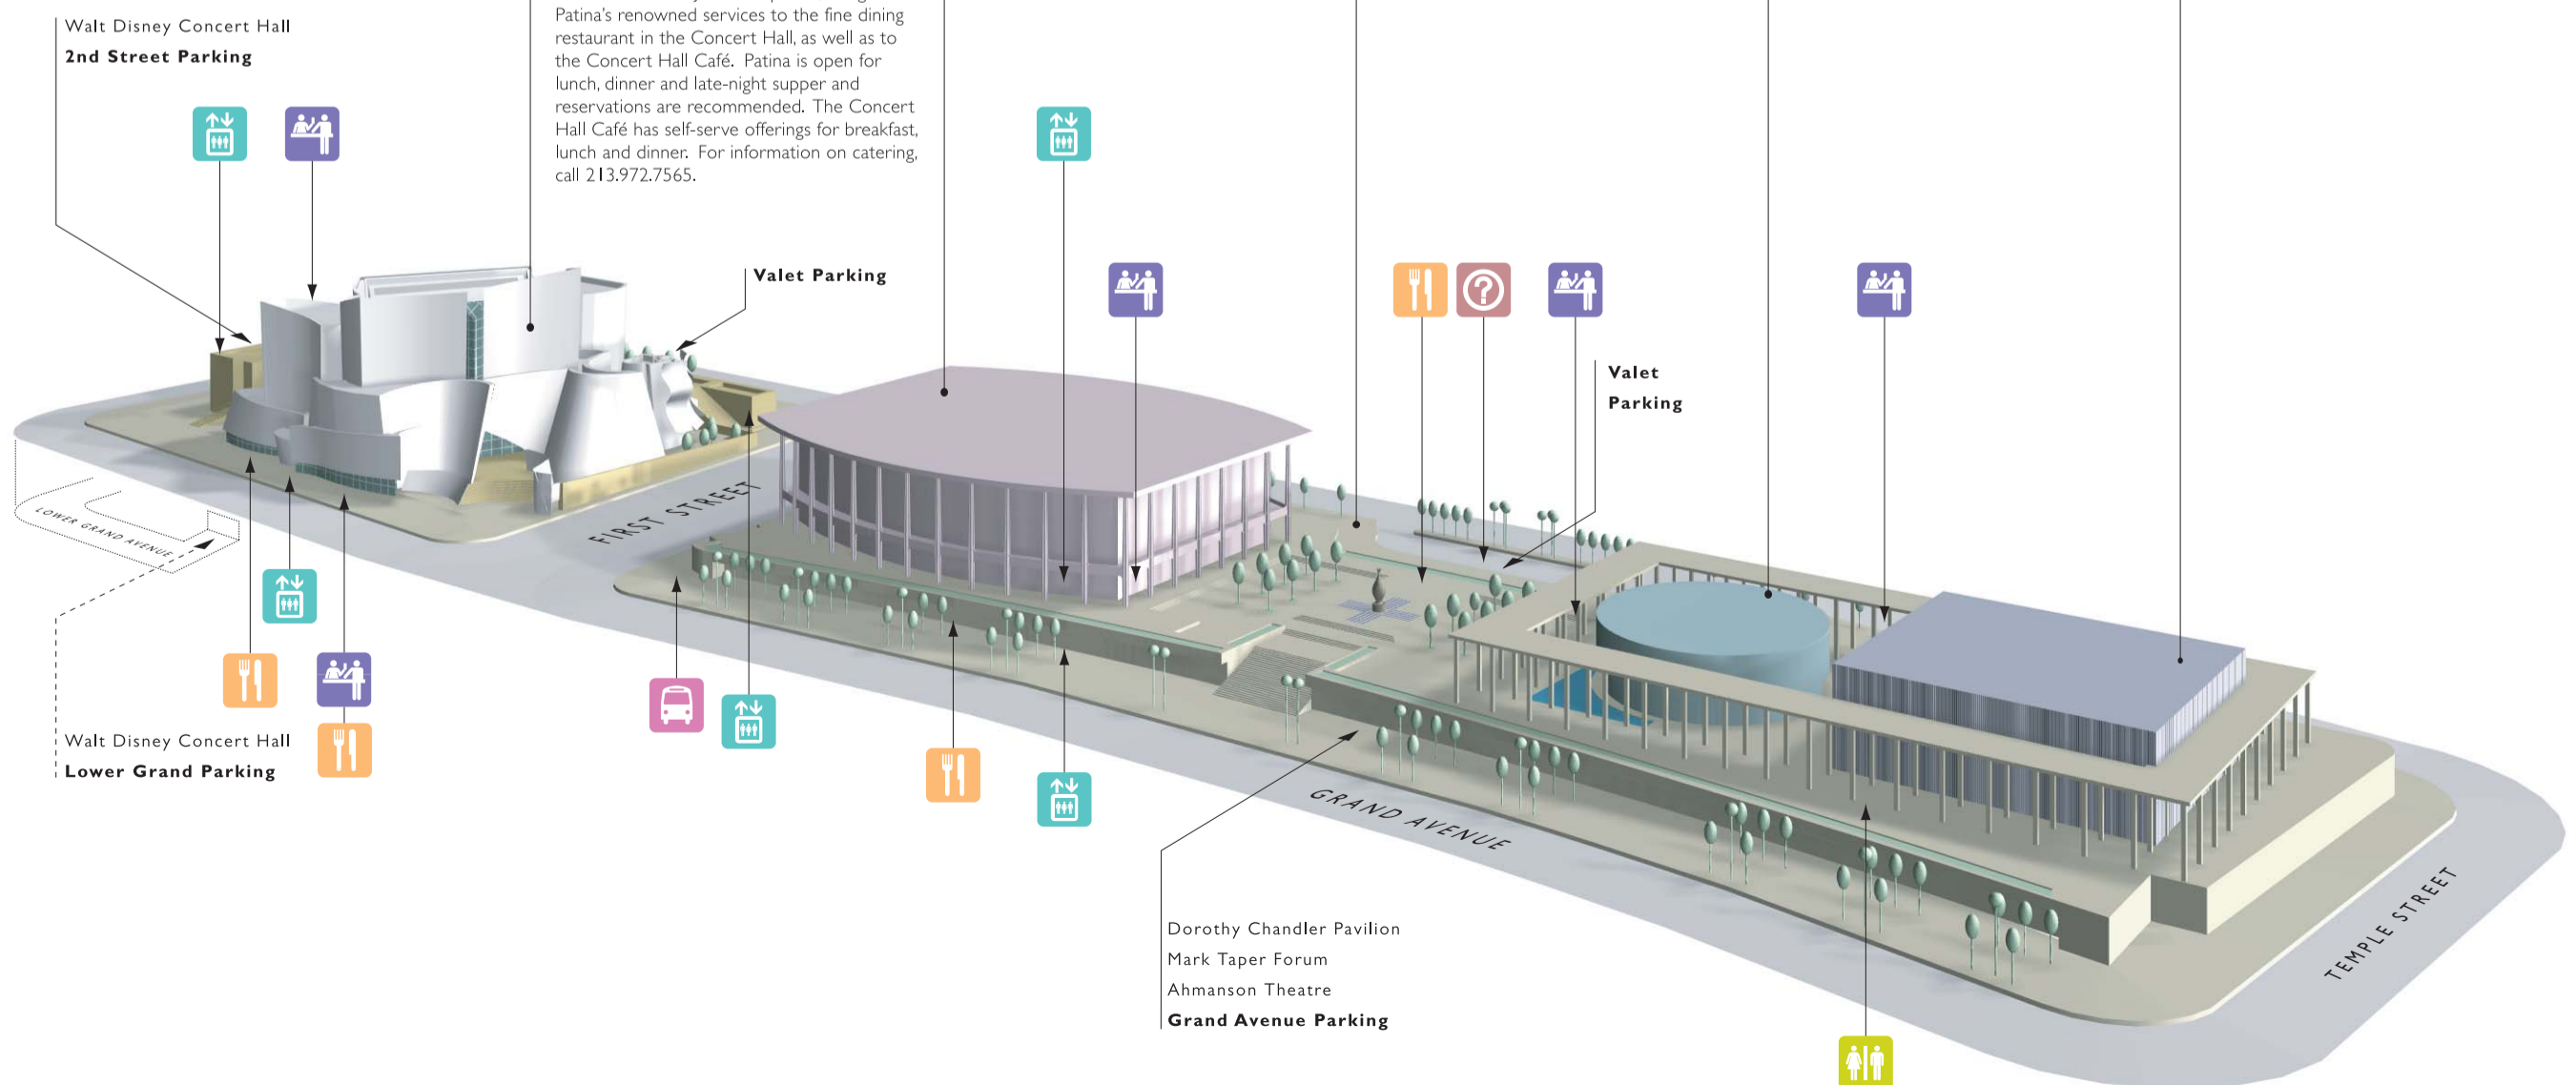 Patina's renowned services to the fine dining
restaurant in the Concert Hall, as well as to
the Concert Hall Café. Patina is open for
lunch, dinner and late-night supper and
reservations are recommended. The Concert
Hall Café has self-serve offerings for breakfast,
lunch and dinner. For information on catering,
call 213.972.7565.
Walt Disney Concert Hall
2nd Street Parking
Valet Parking
Valet
Parking
FIRST STREET
LOWER GRAND AVENUE
Walt Disney Concert Hall
Lower Grand Parking
GRAND AVENUE
Dorothy Chandler Pavilion
Mark Taper Forum
Ahmanson Theatre
Grand Avenue Parking
TEMPLE STREET
?